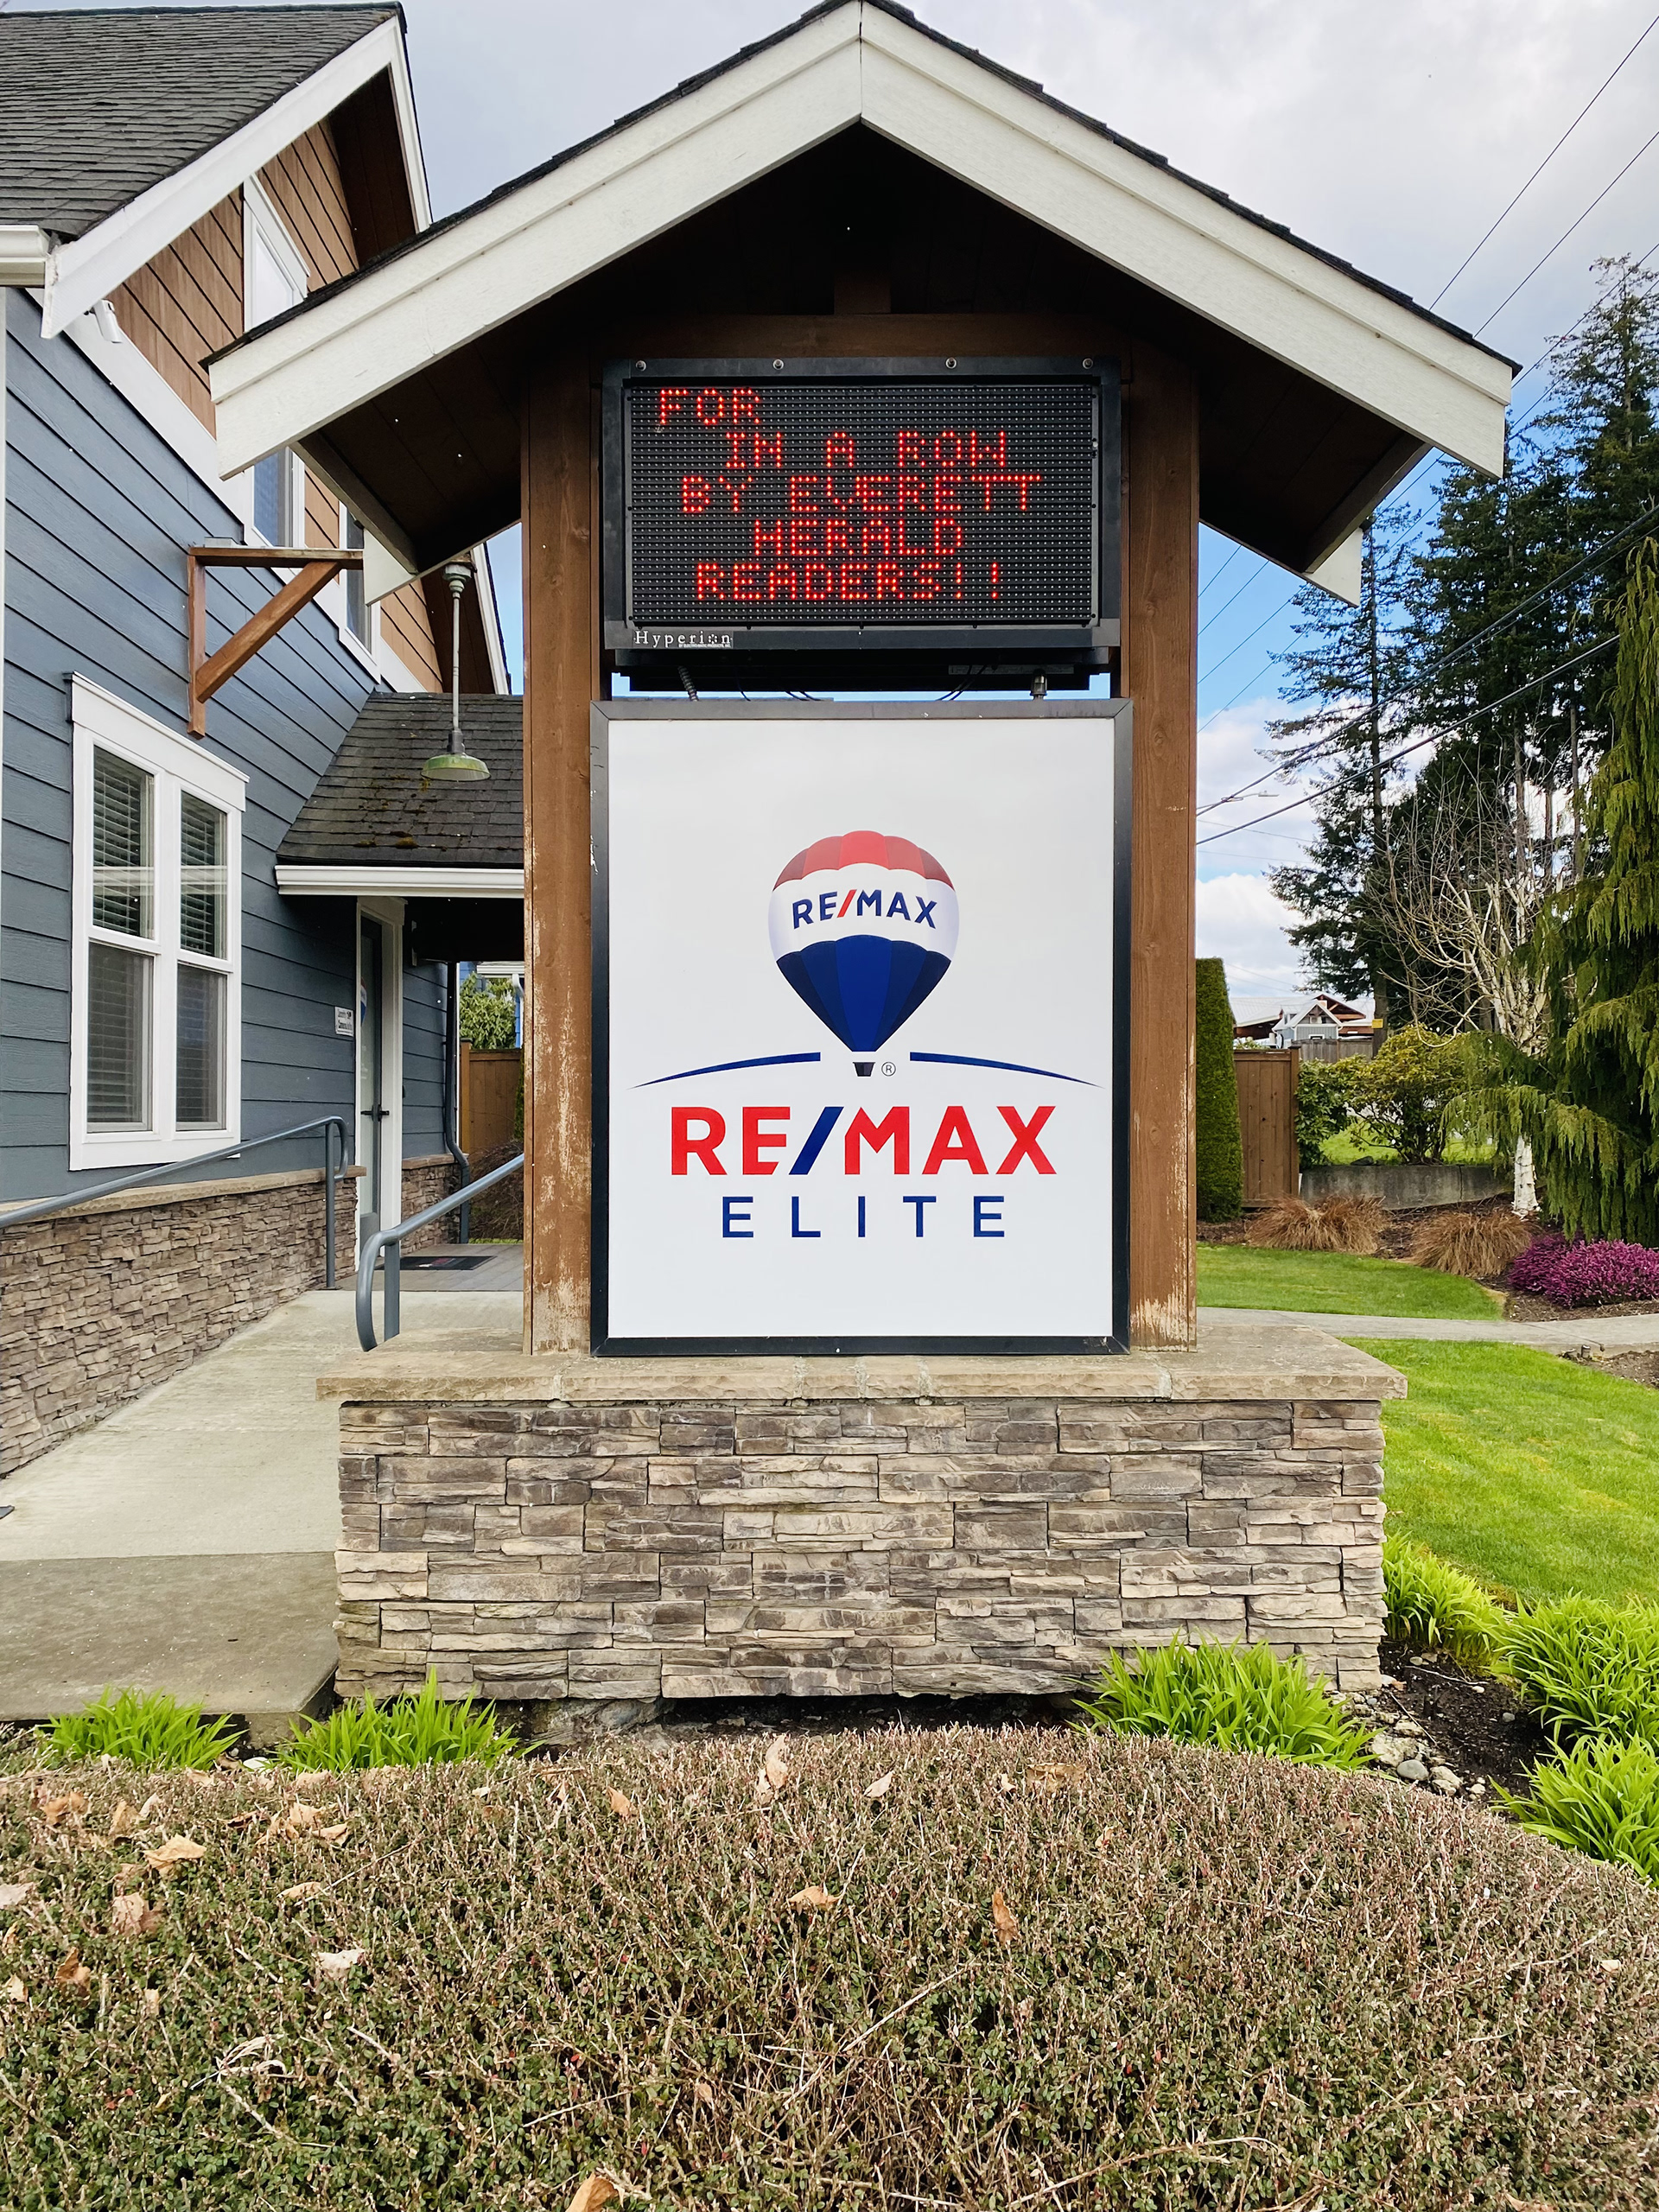 FOR
IN A ROW
BY EVERETT
HERALD
READERS!!
Hyperion
RE/MAX
®
RE/MAX
ELITE